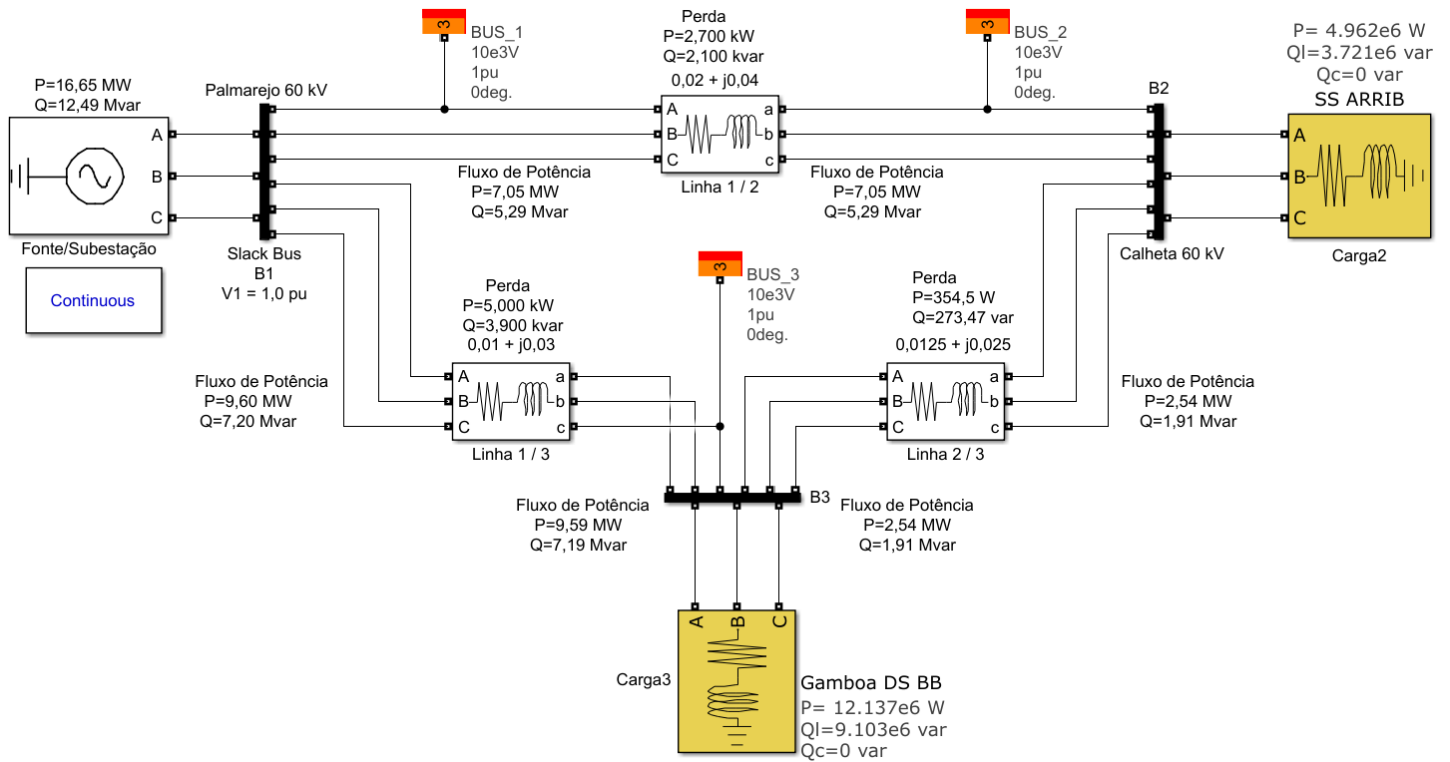 P=16,65 MW
Q=12,49 Mvar
A
B
C
Fonte/Subestação
Continuous
Palmarejo 60 kV
Slack Bus
B1
V1 = 1,0 pu
3
BUS_1
10e3V
1pu
0deg.
Perda
P=2,700 kW
Q=2,100 kvar
0,02 + j0,04
A
B
C
a
b
c
Linha 1 / 2
Fluxo de Potência
P=7,05 MW
Q=5,29 Mvar
Fluxo de Potência
P=7,05 MW
Q=5,29 Mvar
3
BUS_2
10e3V
1pu
0deg.
B2
Calheta 60 kV
P= 4.962e6 W
Ql=3.721e6 var
Qc=0 var
SS ARRIB
A
B
C
Carga2
Perda
P=5,000 kW
Q=3,900 kvar
0,01 + j0,03
A
B
C
a
b
c
Linha 1 / 3
Fluxo de Potência
P=9,60 MW
Q=7,20 Mvar
3
BUS_3
10e3V
1pu
0deg.
Perda
P=354,5 W
Q=273,47 var
0,0125 + j0,025
A
B
C
a
b
c
Linha 2 / 3
Fluxo de Potência
P=2,54 MW
Q=1,91 Mvar
Fluxo de Potência
P=9,59 MW
Q=7,19 Mvar
B3
Fluxo de Potência
P=2,54 MW
Q=1,91 Mvar
A
B
C
Carga3
Gamboa DS BB
P= 12.137e6 W
Ql=9.103e6 var
Qc=0 var